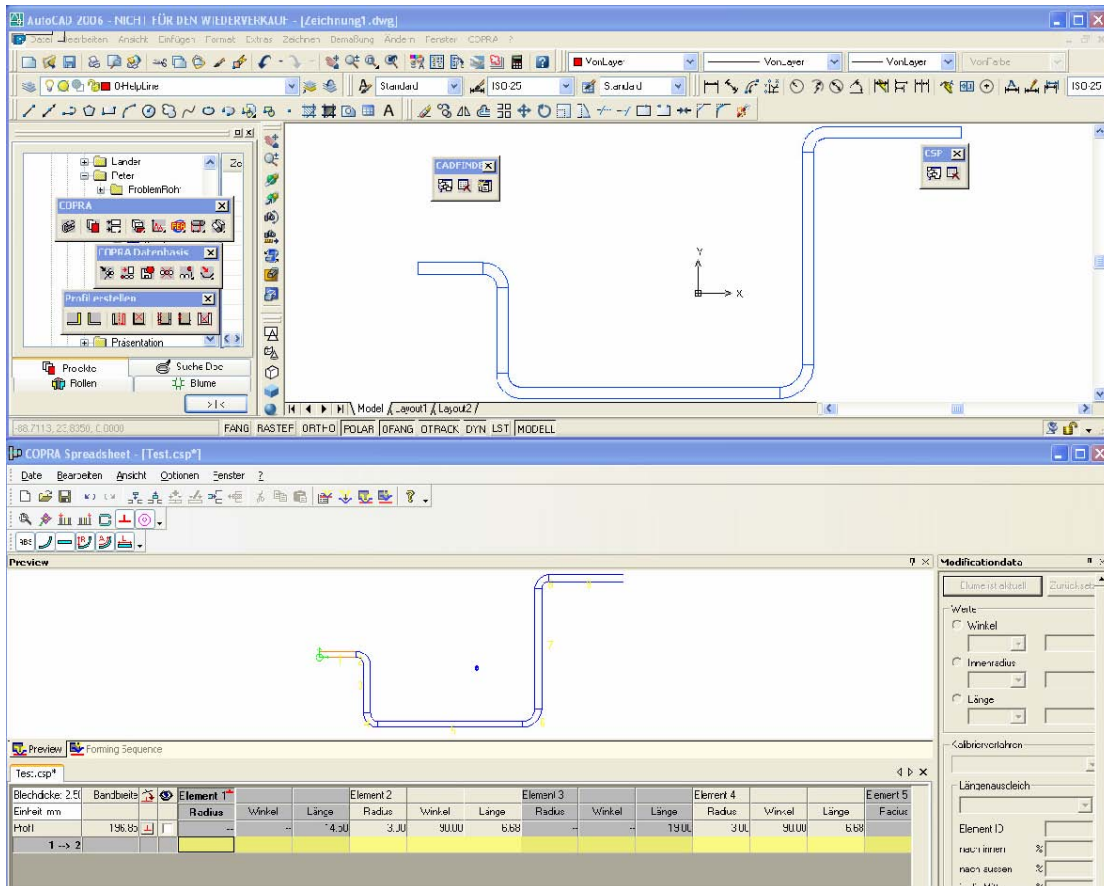 AutoCAD 2006 - NICHT FÜR DEN WIEDERVERKAUF - [Zeichnung1.dwg]
Datei Bearbeiten Ansicht Einfügen Format Extras Zeichnen Bemaßung Ändern Fenster COPRA ?
VonLayer VonLayer VonLayer VonFarbe
0HelpLine Standard ISO-25 Standard ISO-25
Lander
Peter
FroblemRohr
COPRA
COPRA Datenbasis
Profil erstellen
Präsentation
Projekte Suche Doc
Rollen Blume
>|<
CADFINDE
CSP
Y
X
Model Layout1 Layout2
FANG RASTER ORTHO POLAR OFANG OTRACK DYN LST MODELL
COPRA Spreadsheet - [Test.csp*]
Date Bearbeiten Ansicht Optionen Fenster ?
ABS
Preview
7
Preview Forming Sequence
Test.csp*
Blechdicke: 2.50 Bandbreite Element 1 Element 2 Element 3 Element 4 Element 5
Einheit mm Radius Winkel Länge Radius Winkel Länge Radius Winkel Länge Radius Winkel Länge Radius
Profil 196.85 -- -- 14.50 3.00 90.00 6.68 -- -- 19.00 3.00 90.00 6.68
1 --> 2
Modificationdata
Blume ist aktuell Zurücksetz
Werte
Winkel
Innenradius
Länge
Kalibrierverfahren
Längenausgleich
Element ID
nach innen %
nach aussen %